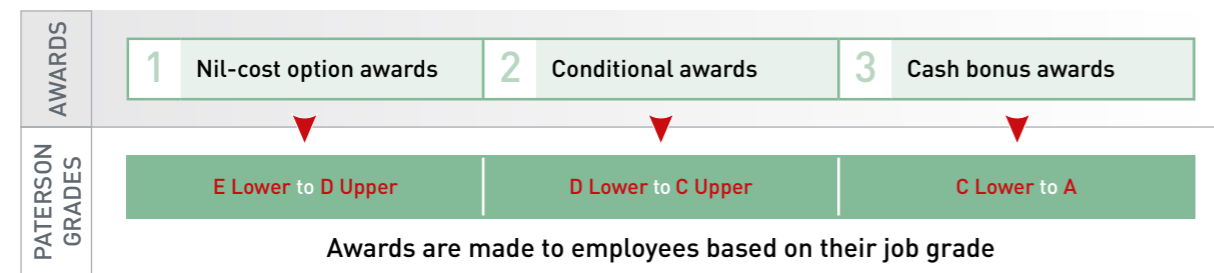 AWARDS
1 Nil-cost option awards
2 Conditional awards
3 Cash bonus awards
PATERSON
GRADES
E Lower to D Upper
D Lower to C Upper
C Lower to A
Awards are made to employees based on their job grade